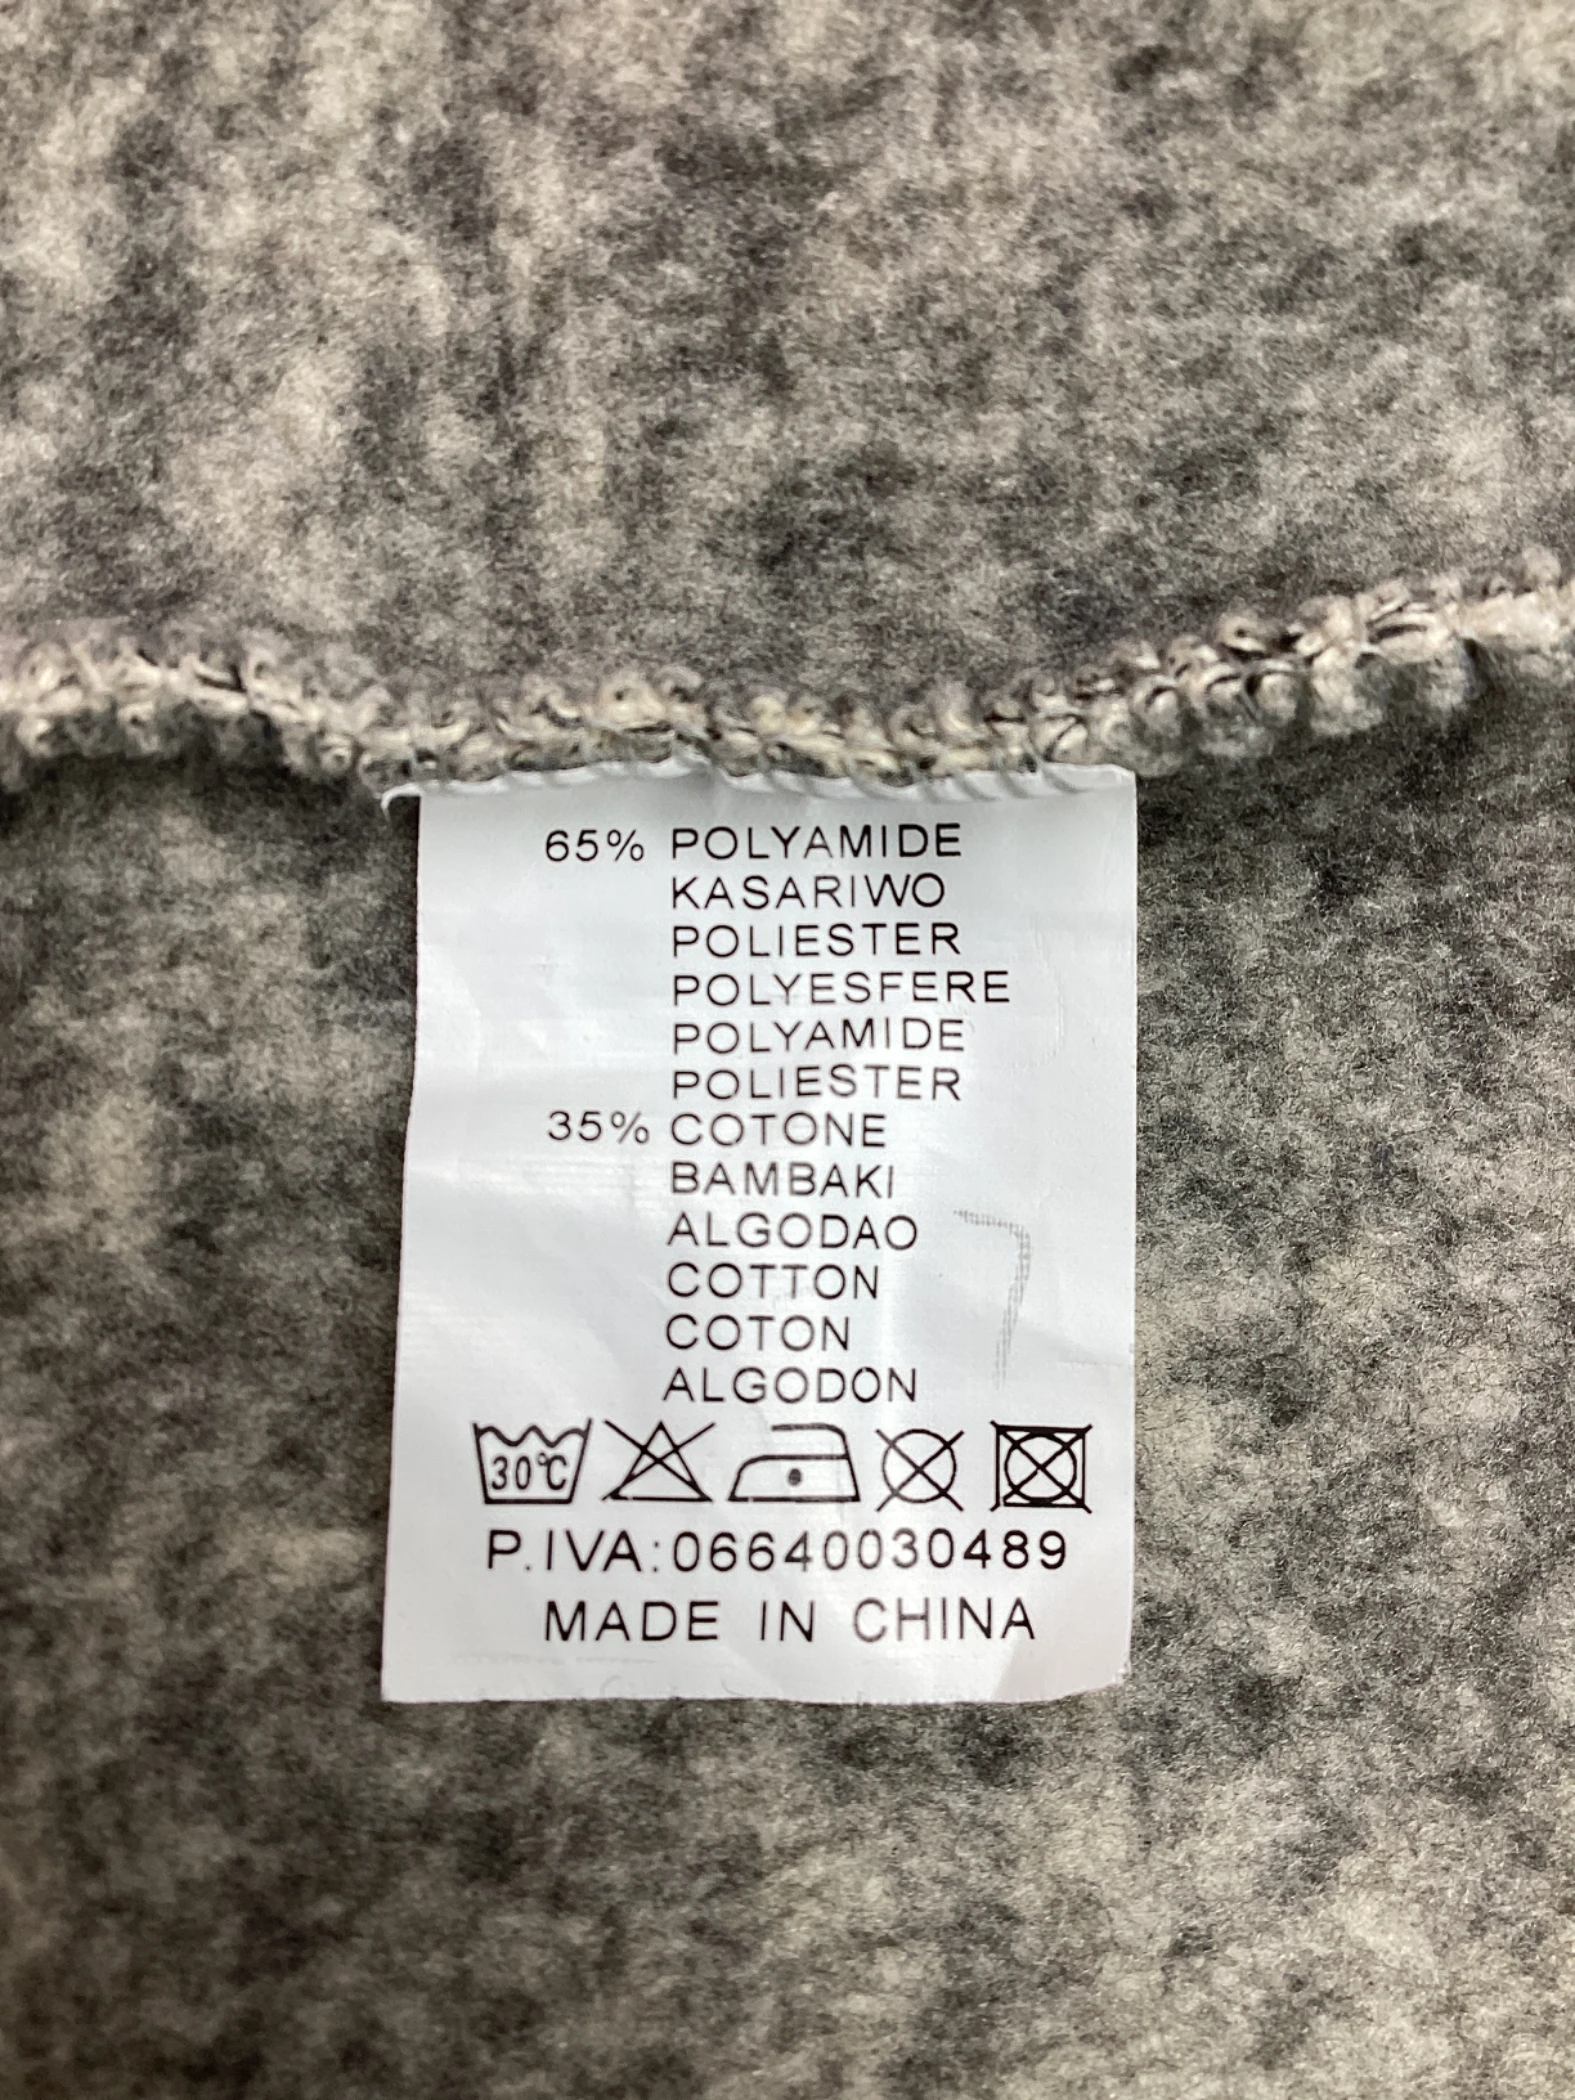 65% POLYAMIDE
KASARIWO
POLIESTER
POLYESFERE
POLYAMIDE
POLIESTER
35% COTONE
BAMBAKI
ALGODAO
COTTON
COTON
ALGODON
30°C
P.IVA:06640030489
MADE IN CHINA